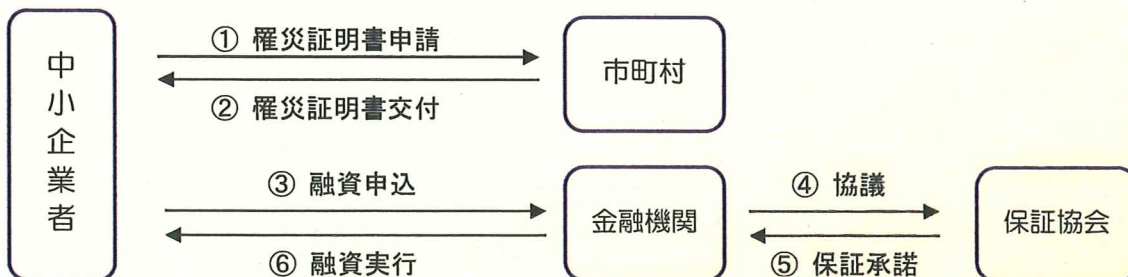 中小企業者
① 罹災証明書申請
② 罹災証明書交付
市町村
③ 融資申込
⑥ 融資実行
金融機関
④ 協議
⑤ 保証承諾
保証協会